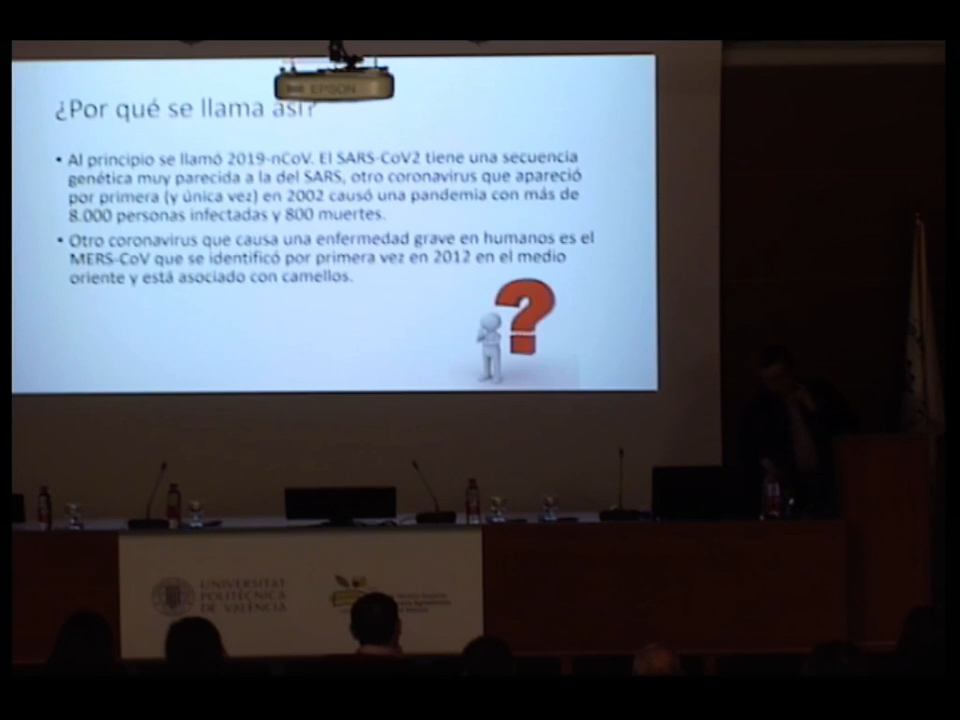 EPSON
¿Por qué se llama así?
• Al principio se llamó 2019-nCoV. El SARS-CoV2 tiene una secuencia
genética muy parecida a la del SARS, otro coronavirus que apareció
por primera (y única vez) en 2002 causó una pandemia con más de
8.000 personas infectadas y 800 muertes.
• Otro coronavirus que causa una enfermedad grave en humanos es el
MERS-CoV que se identificó por primera vez en 2012 en el medio
oriente y está asociado con camellos.
?
UNIVERSITAT
POLITÈCNICA
DE VALÈNCIA